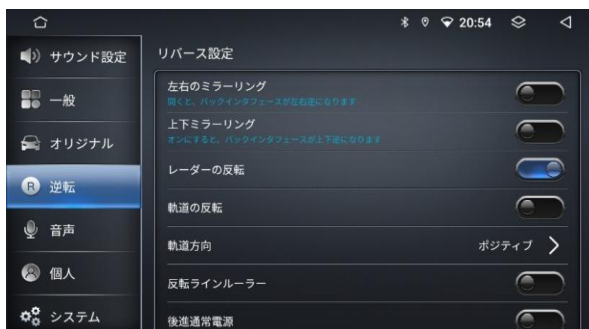 20:54
サウンド設定
一般
オリジナル
R 逆転
音声
個人
システム
リバース設定
左右のミラーリング
開くと、バックインタフェースが左右逆になります
上下ミラーリング
オンにすると、バックインタフェースが上下逆になります
レーダーの反転
軌道の反転
軌道方向 ポジティブ
反転ラインルーラー
後進通常電源